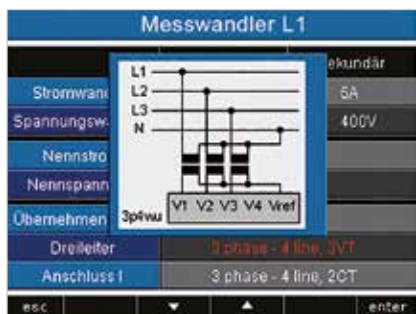 Messwandler L1
ekundär
Stromwan
5A
Spannungsw
400V
Nennstro
Nennspann
Übernehmen
Dreileiter 3 phase - 4 line, 3VT
Anschluss I 3 phase - 4 line, 2CT
L1
L2
L3
N
V1 V2 V3 V4 Vref
3p4wu
esc enter